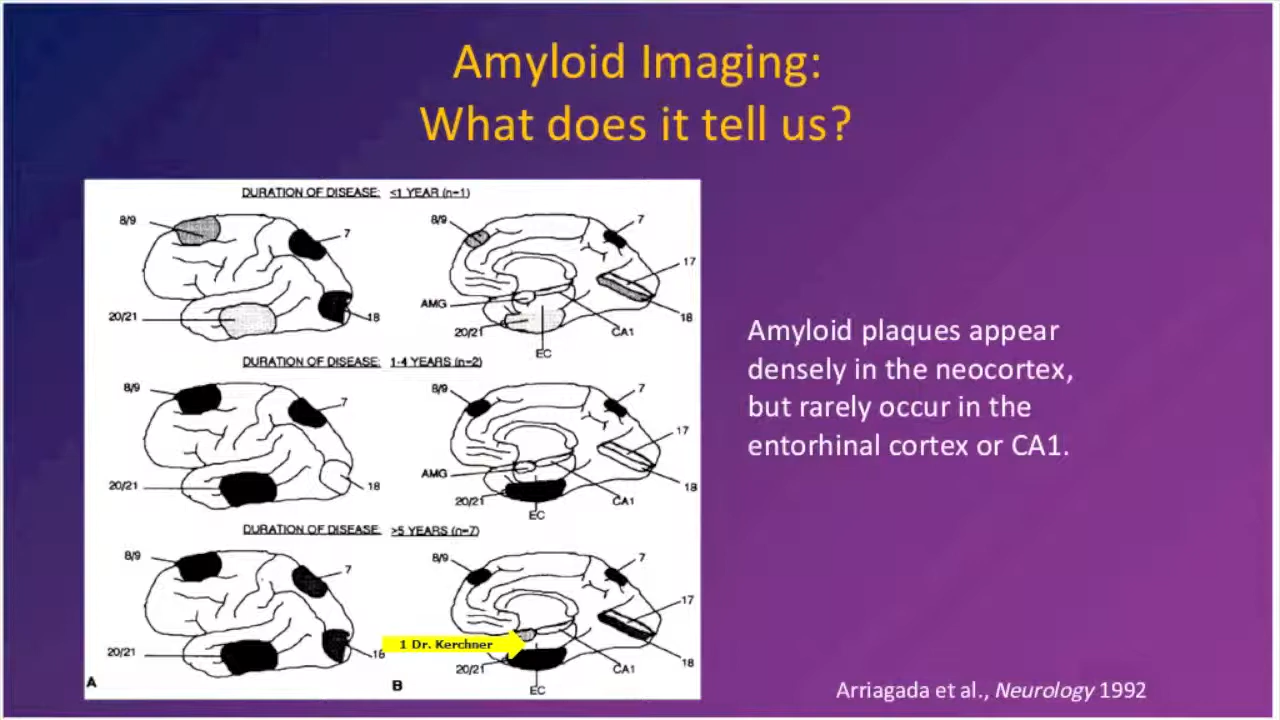 Amyloid Imaging:
What does it tell us?
DURATION OF DISEASE: ≤1 YEAR (n=1)
8/9
7
20/21
18
8/9
7
17
AMG
20/21
CA1
18
EC
DURATION OF DISEASE: 1-4 YEARS (n=2)
8/9
7
20/21
18
8/9
7
17
AMG
20/21
CA1
18
EC
DURATION OF DISEASE: >5 YEARS (n=7)
8/9
7
20/21
18
8/9
7
17
1 Dr. Kerchner
20/21
CA1
18
EC
A
B
Amyloid plaques appear
densely in the neocortex,
but rarely occur in the
entorhinal cortex or CA1.
Arriagada et al., Neurology 1992